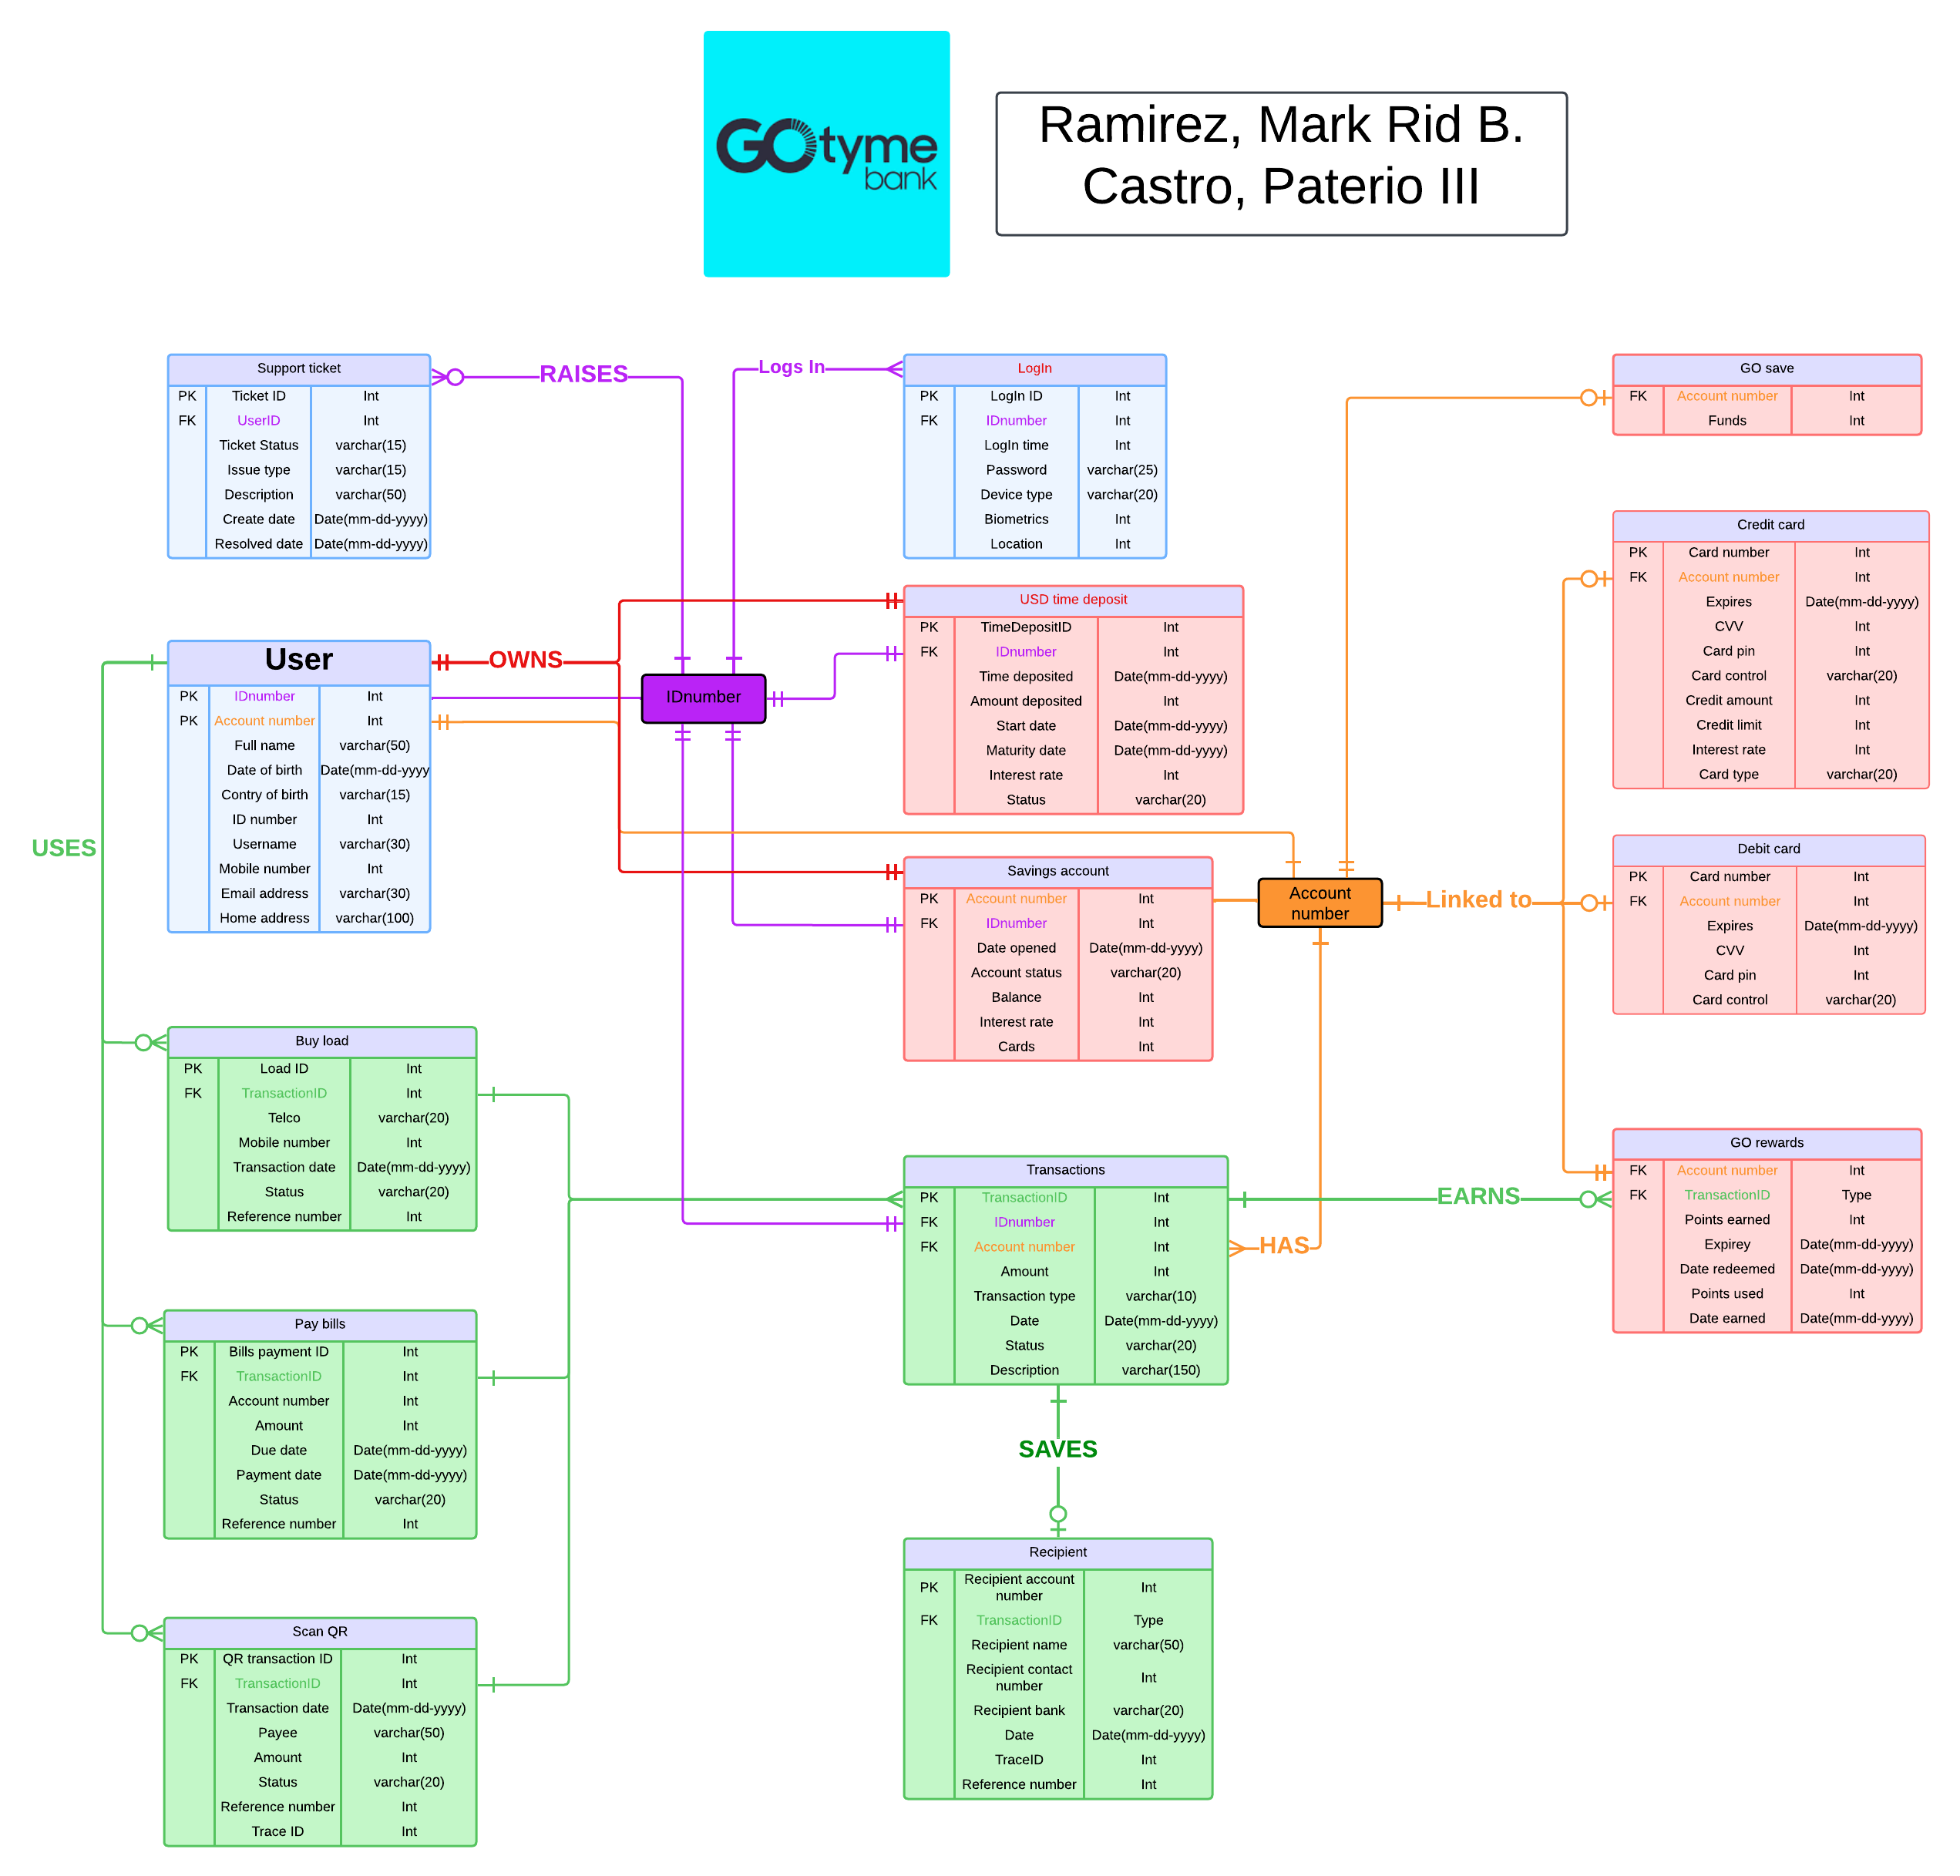 GOtyme
bank
Ramirez, Mark Rid B.
Castro, Paterio III
Support ticket
PK Ticket ID Int
FK UserID Int
Ticket Status varchar(15)
Issue type varchar(15)
Description varchar(50)
Create date Date(mm-dd-yyyy)
Resolved date Date(mm-dd-yyyy)
RAISES
Logs In
LogIn
PK LogIn ID Int
FK IDnumber Int
LogIn time Int
Password varchar(25)
Device type varchar(20)
Biometrics Int
Location Int
GO save
FK Account number Int
Funds Int
Credit card
PK Card number Int
FK Account number Int
Expires Date(mm-dd-yyyy)
CVV Int
Card pin Int
Card control varchar(20)
Credit amount Int
Credit limit Int
Interest rate Int
Card type varchar(20)
USD time deposit
PK TimeDepositID Int
FK IDnumber Int
Time deposited Date(mm-dd-yyyy)
Amount deposited Int
Start date Date(mm-dd-yyyy)
Maturity date Date(mm-dd-yyyy)
Interest rate Int
Status varchar(20)
User
PK IDnumber Int
PK Account number Int
Full name varchar(50)
Date of birth Date(mm-dd-yyyy
Contry of birth varchar(15)
ID number Int
Username varchar(30)
Mobile number Int
Email address varchar(30)
Home address varchar(100)
OWNS
IDnumber
USES
Savings account
PK Account number Int
FK IDnumber Int
Date opened Date(mm-dd-yyyy)
Account status varchar(20)
Balance Int
Interest rate Int
Cards Int
Account
number
Linked to
Debit card
PK Card number Int
FK Account number Int
Expires Date(mm-dd-yyyy)
CVV Int
Card pin Int
Card control varchar(20)
Buy load
PK Load ID Int
FK TransactionID Int
Telco varchar(20)
Mobile number Int
Transaction date Date(mm-dd-yyyy)
Status varchar(20)
Reference number Int
Transactions
PK TransactionID Int
FK IDnumber Int
FK Account number Int
Amount Int
Transaction type varchar(10)
Date Date(mm-dd-yyyy)
Status varchar(20)
Description varchar(150)
EARNS
HAS
GO rewards
FK Account number Int
FK TransactionID Type
Points earned Int
Expirey Date(mm-dd-yyyy)
Date redeemed Date(mm-dd-yyyy)
Points used Int
Date earned Date(mm-dd-yyyy)
Pay bills
PK Bills payment ID Int
FK TransactionID Int
Account number Int
Amount Int
Due date Date(mm-dd-yyyy)
Payment date Date(mm-dd-yyyy)
Status varchar(20)
Reference number Int
SAVES
Recipient
PK Recipient account
number Int
FK TransactionID Type
Recipient name varchar(50)
Recipient contact
number Int
Recipient bank varchar(20)
Date Date(mm-dd-yyyy)
TraceID Int
Reference number Int
Scan QR
PK QR transaction ID Int
FK TransactionID Int
Transaction date Date(mm-dd-yyyy)
Payee varchar(50)
Amount Int
Status varchar(20)
Reference number Int
Trace ID Int